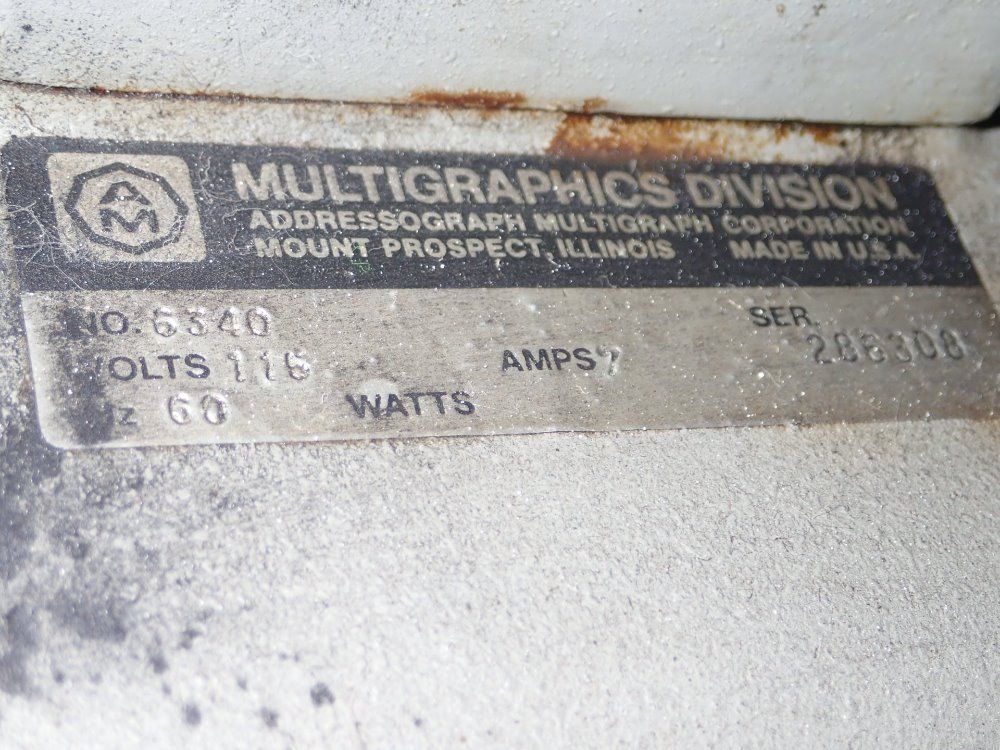 AM
MULTIGRAPHICS DIVISION
ADDRESSOGRAPH MULTIGRAPH CORPORATION
MOUNT PROSPECT, ILLINOIS MADE IN U.S.A.
NO. 6340 SER.
VOLTS 115 AMPS 7 286308
Hz 60 WATTS